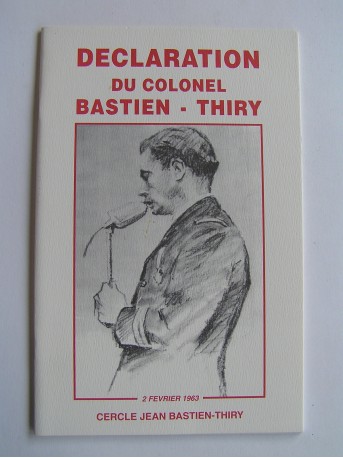 DECLARATION
DU COLONEL
BASTIEN - THIRY
2 FEVRIER 1963
CERCLE JEAN BASTIEN-THIRY